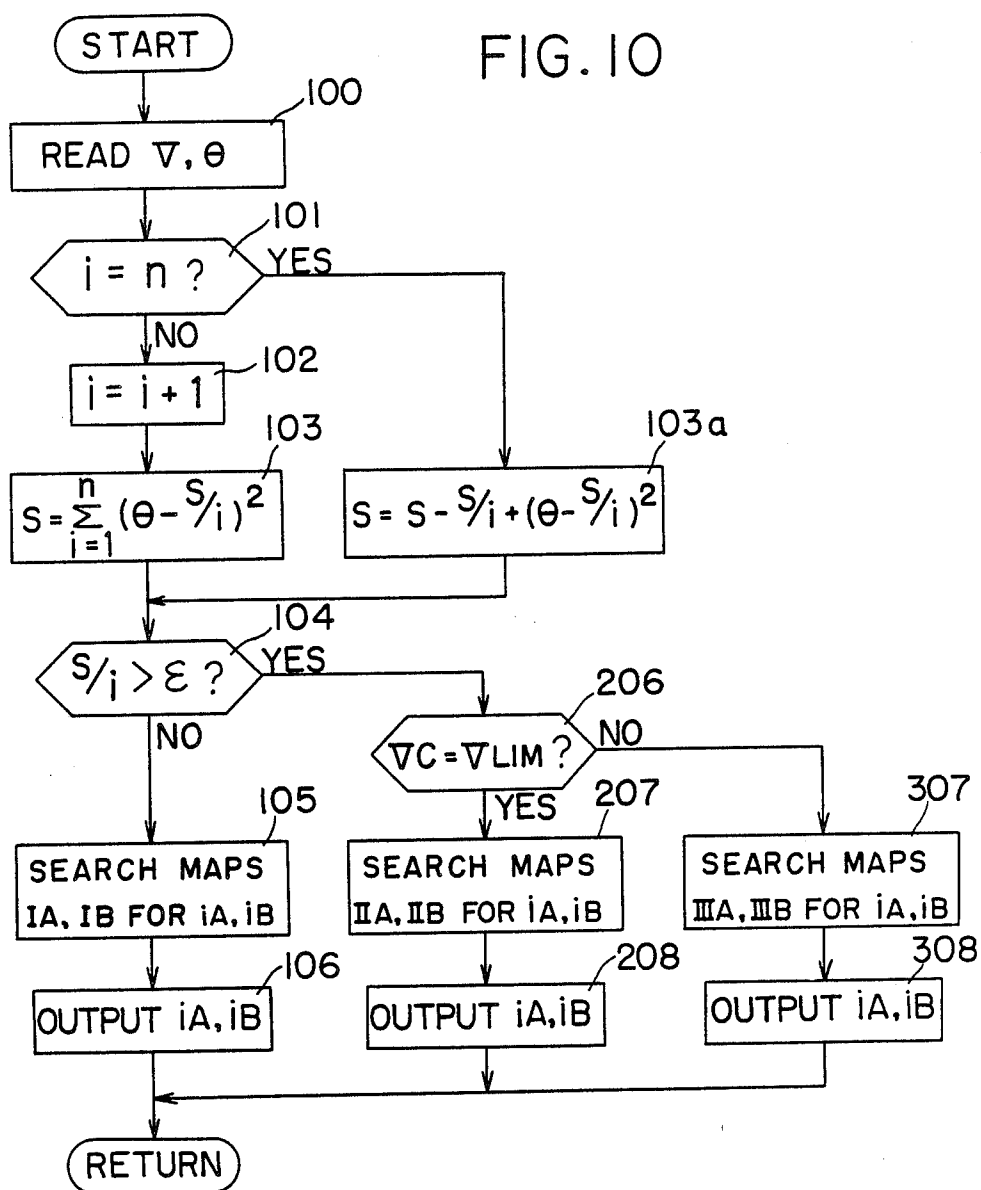 FIG. 10
START
100
READ ∇, θ
101
i = n ?
YES
NO
102
i = i + 1
103
S = n Σ i=1 (θ - S/i)2
103a
S = S - S/i + (θ - S/i)2
104
S/i > ε ?
YES
NO
206
∇C = ∇LIM ?
NO
YES
105
SEARCH MAPS
IA, IB FOR iA, iB
207
SEARCH MAPS
IIA, IIB FOR iA, iB
307
SEARCH MAPS
IIIA, IIIB FOR iA, iB
106
OUTPUT iA, iB
208
OUTPUT iA, iB
308
OUTPUT iA, iB
RETURN